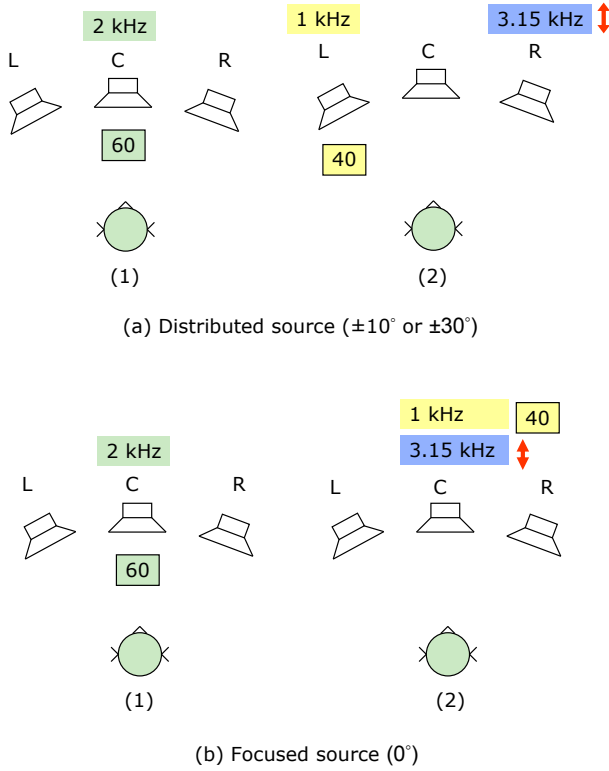 2 kHz
1 kHz
3.15 kHz
L
C
R
L
C
R
60
40
(1)
(2)
(a) Distributed source (±10° or ±30°)
1 kHz
40
2 kHz
3.15 kHz
L
C
R
L
C
R
60
(1)
(2)
(b) Focused source (0°)